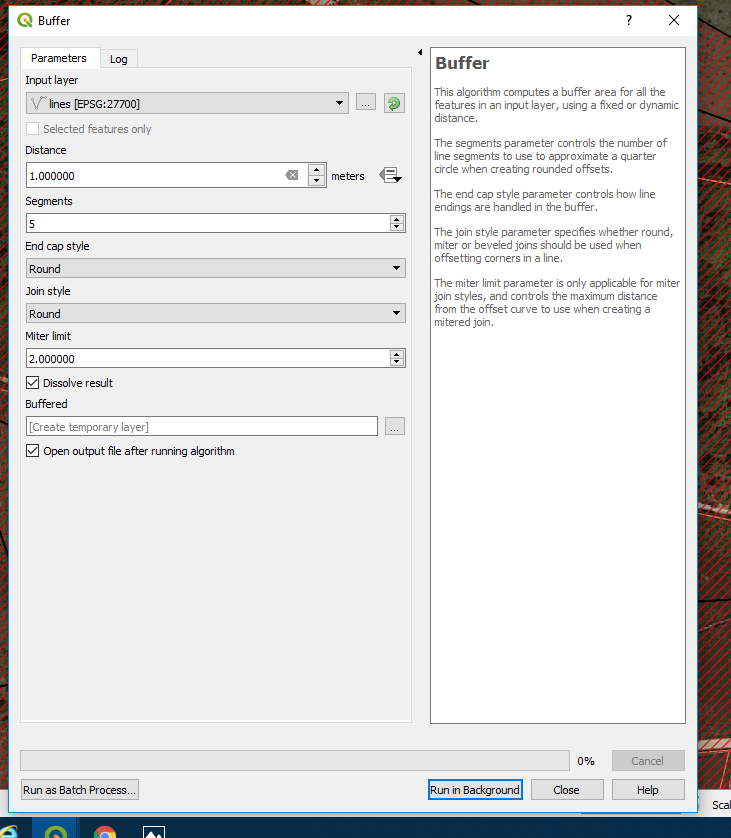 Buffer
?
Parameters
Log
Input layer
lines [EPSG:27700]
...
Selected features only
Distance
1.000000
meters
Segments
5
End cap style
Round
Join style
Round
Miter limit
2.000000
Dissolve result
Buffered
[Create temporary layer]
...
Open output file after running algorithm
Buffer
This algorithm computes a buffer area for all the
features in an input layer, using a fixed or dynamic
distance.
The segments parameter controls the number of
line segments to use to approximate a quarter
circle when creating rounded offsets.
The end cap style parameter controls how line
endings are handled in the buffer.
The join style parameter specifies whether round,
miter or beveled joins should be used when
offsetting corners in a line.
The miter limit parameter is only applicable for miter
join styles, and controls the maximum distance
from the offset curve to use when creating a
mitered join.
0%
Cancel
Run as Batch Process...
Run in Background
Close
Help
Scal